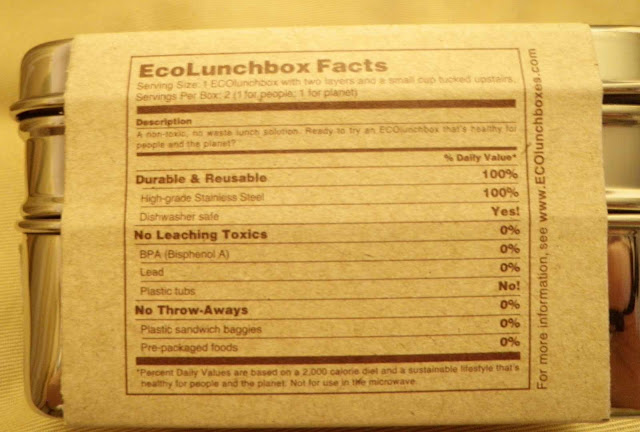 EcoLunchbox Facts
Serving Size: 1 ECOlunchbox with two layers and a small cup tucked upstairs.
Servings Per Box: 2 (1 for people; 1 for planet)
Description
A non-toxic, no waste lunch solution. Ready to try an ECOlunchbox that's healthy for
people and the planet?
% Daily Value*
Durable & Reusable 100%
High-grade Stainless Steel 100%
Dishwasher safe Yes!
No Leaching Toxics 0%
BPA (Bisphenol A) 0%
Lead 0%
Plastic tubs No!
No Throw-Aways 0%
Plastic sandwich baggies 0%
Pre-packaged foods 0%
*Percent Daily Values are based on a 2,000 calorie diet and a sustainable lifestyle that's
healthy for people and the planet. Not for use in the microwave.
For more information, see www.ECOlunchboxes.com